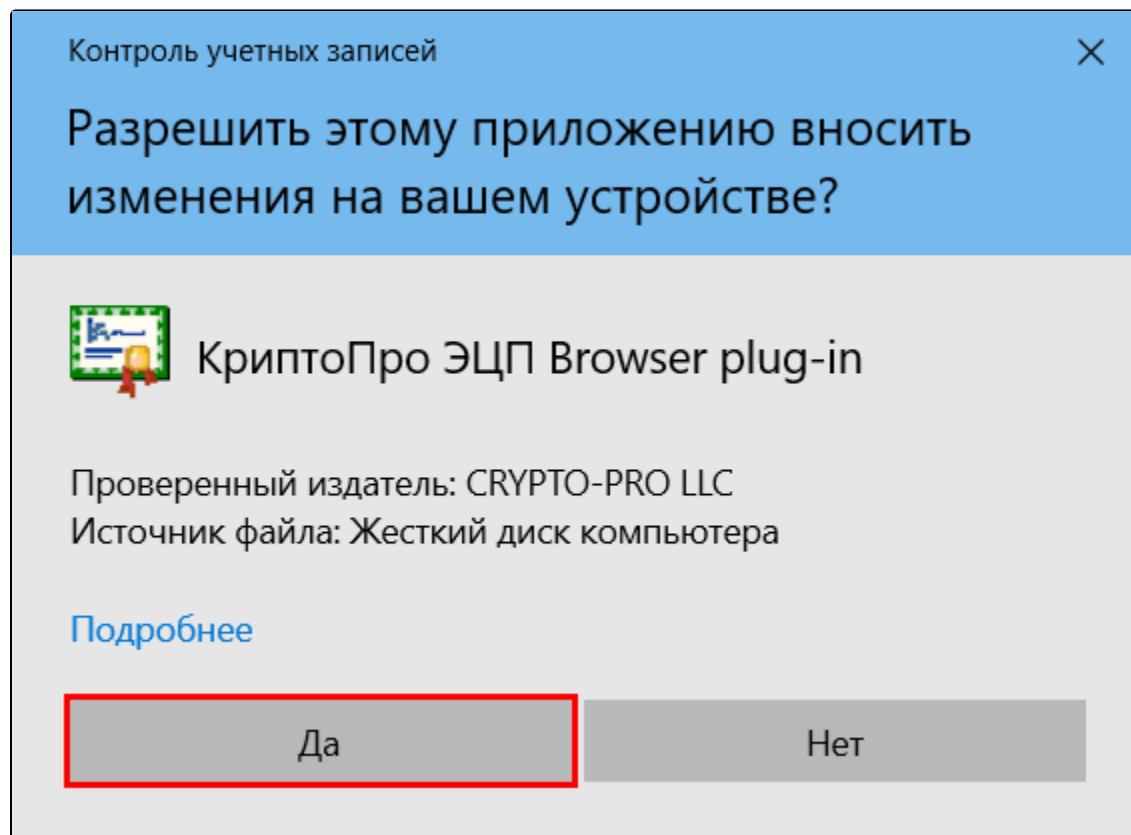 Контроль учетных записей
Разрешить этому приложению вносить
изменения на вашем устройстве?
КриптоПро ЭЦП Browser plug-in
Проверенный издатель: CRYPTO-PRO LLC
Источник файла: Жесткий диск компьютера
Подробнее
Да
Нет